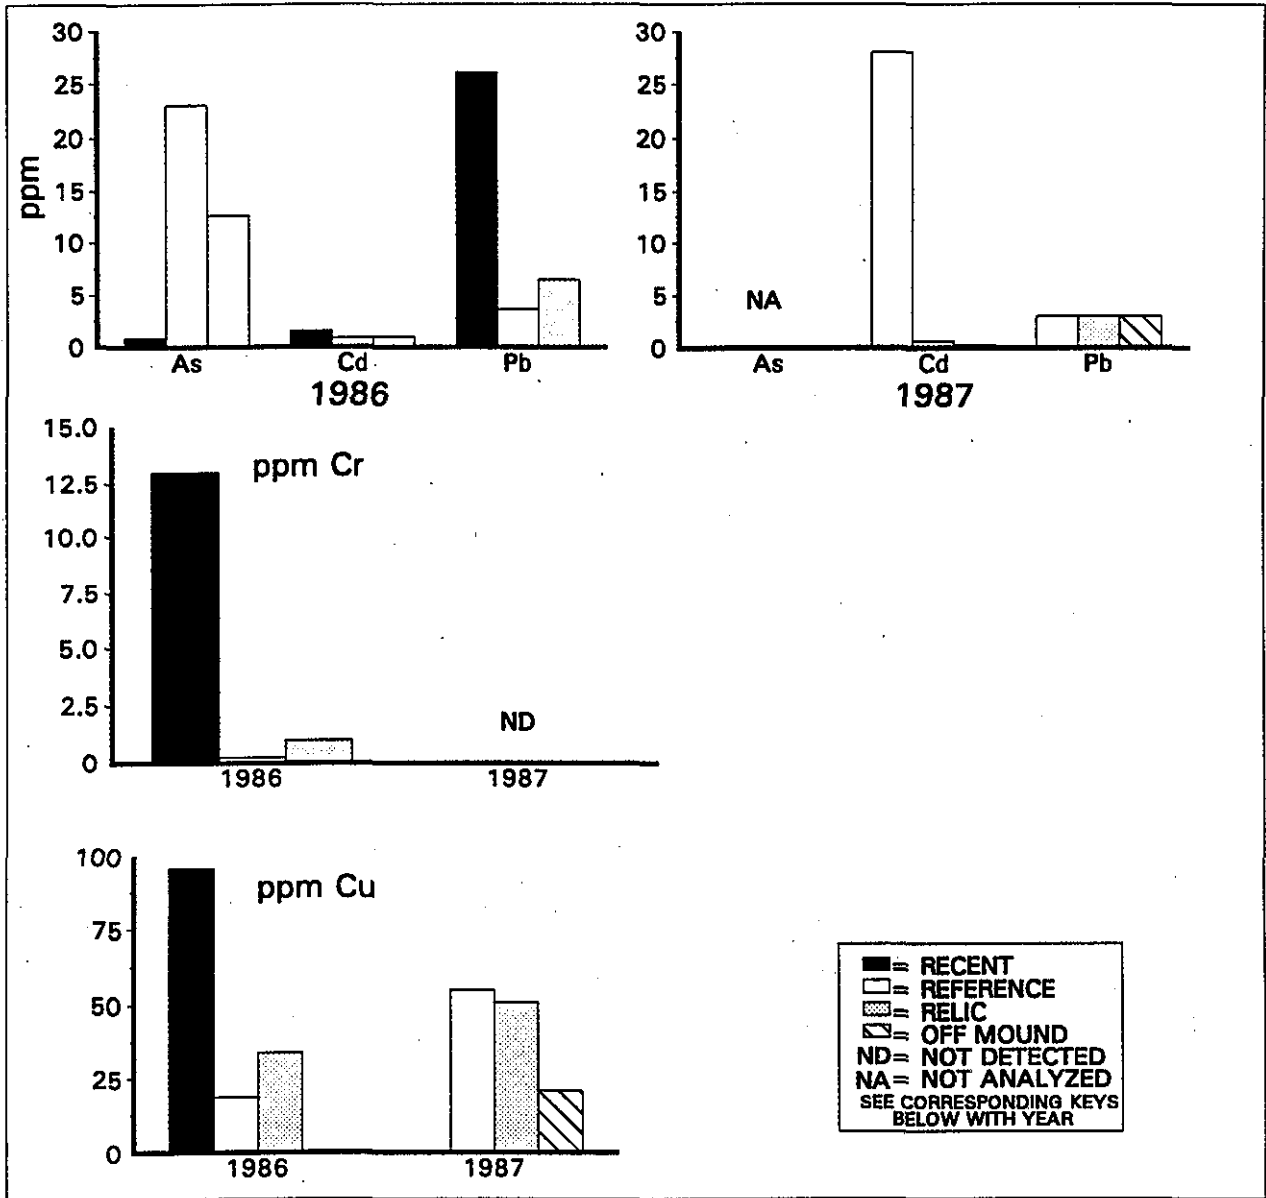 30
25
20
15
10
5
0
ppm
As
Cd
Pb
1986
30
25
20
15
10
5
0
NA
As
Cd
Pb
1987
15.0
12.5
10.0
7.5
5.0
2.5
0
ppm Cr
ND
1986
1987
100
75
50
25
0
ppm Cu
1986
1987
= RECENT
= REFERENCE
= RELIC
= OFF MOUND
ND= NOT DETECTED
NA= NOT ANALYZED
SEE CORRESPONDING KEYS
BELOW WITH YEAR